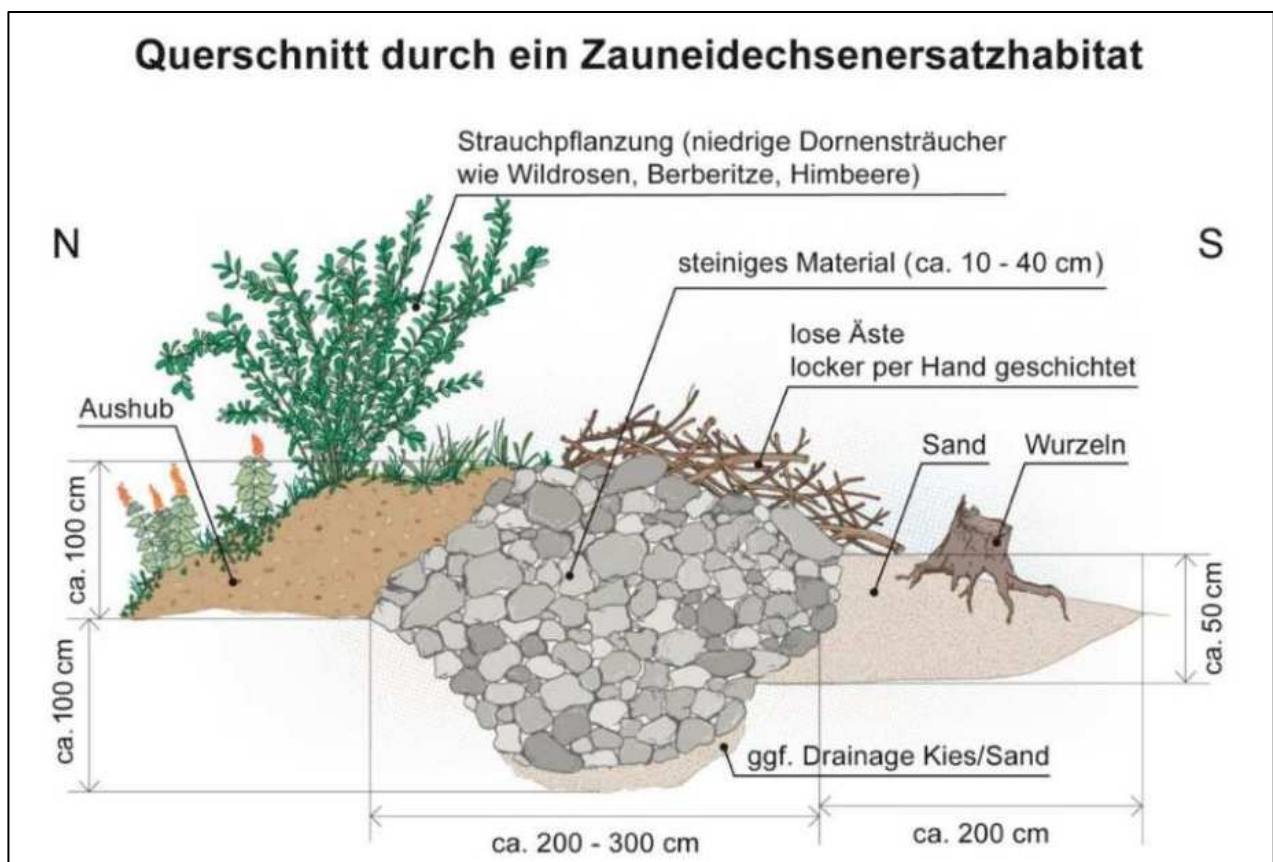 Querschnitt durch ein Zauneidechsenersatzhabitat
Strauchpflanzung (niedrige Dornensträucher
wie Wildrosen, Berberitze, Himbeere)
N
S
steiniges Material (ca. 10 - 40 cm)
lose Äste
locker per Hand geschichtet
Aushub
Sand
Wurzeln
ca. 100 cm
ca. 50 cm
ca. 100 cm
ggf. Drainage Kies/Sand
ca. 200 - 300 cm
ca. 200 cm